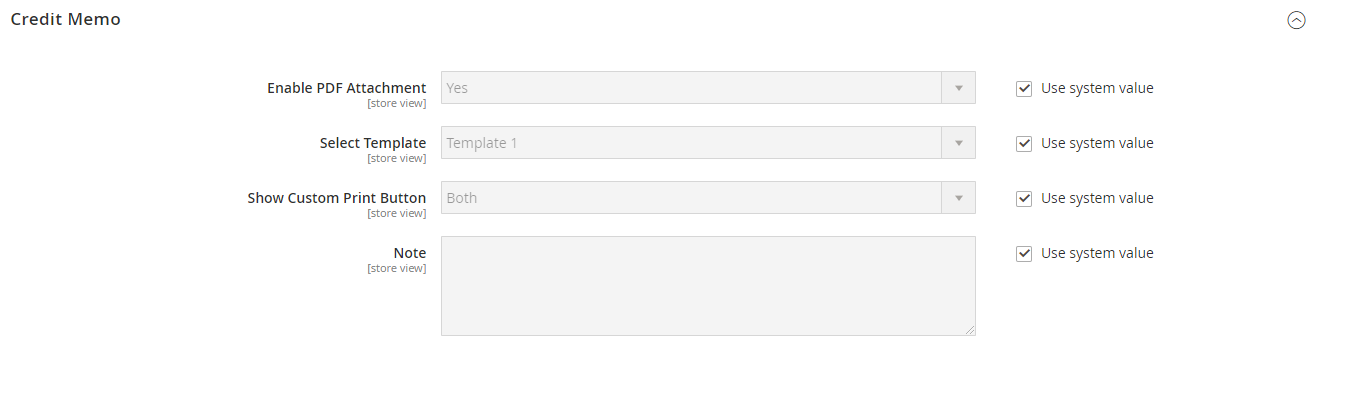 Credit Memo
Enable PDF Attachment Yes Use system value
[store view]
Select Template Template 1 Use system value
[store view]
Show Custom Print Button Both Use system value
[store view]
Note Use system value
[store view]